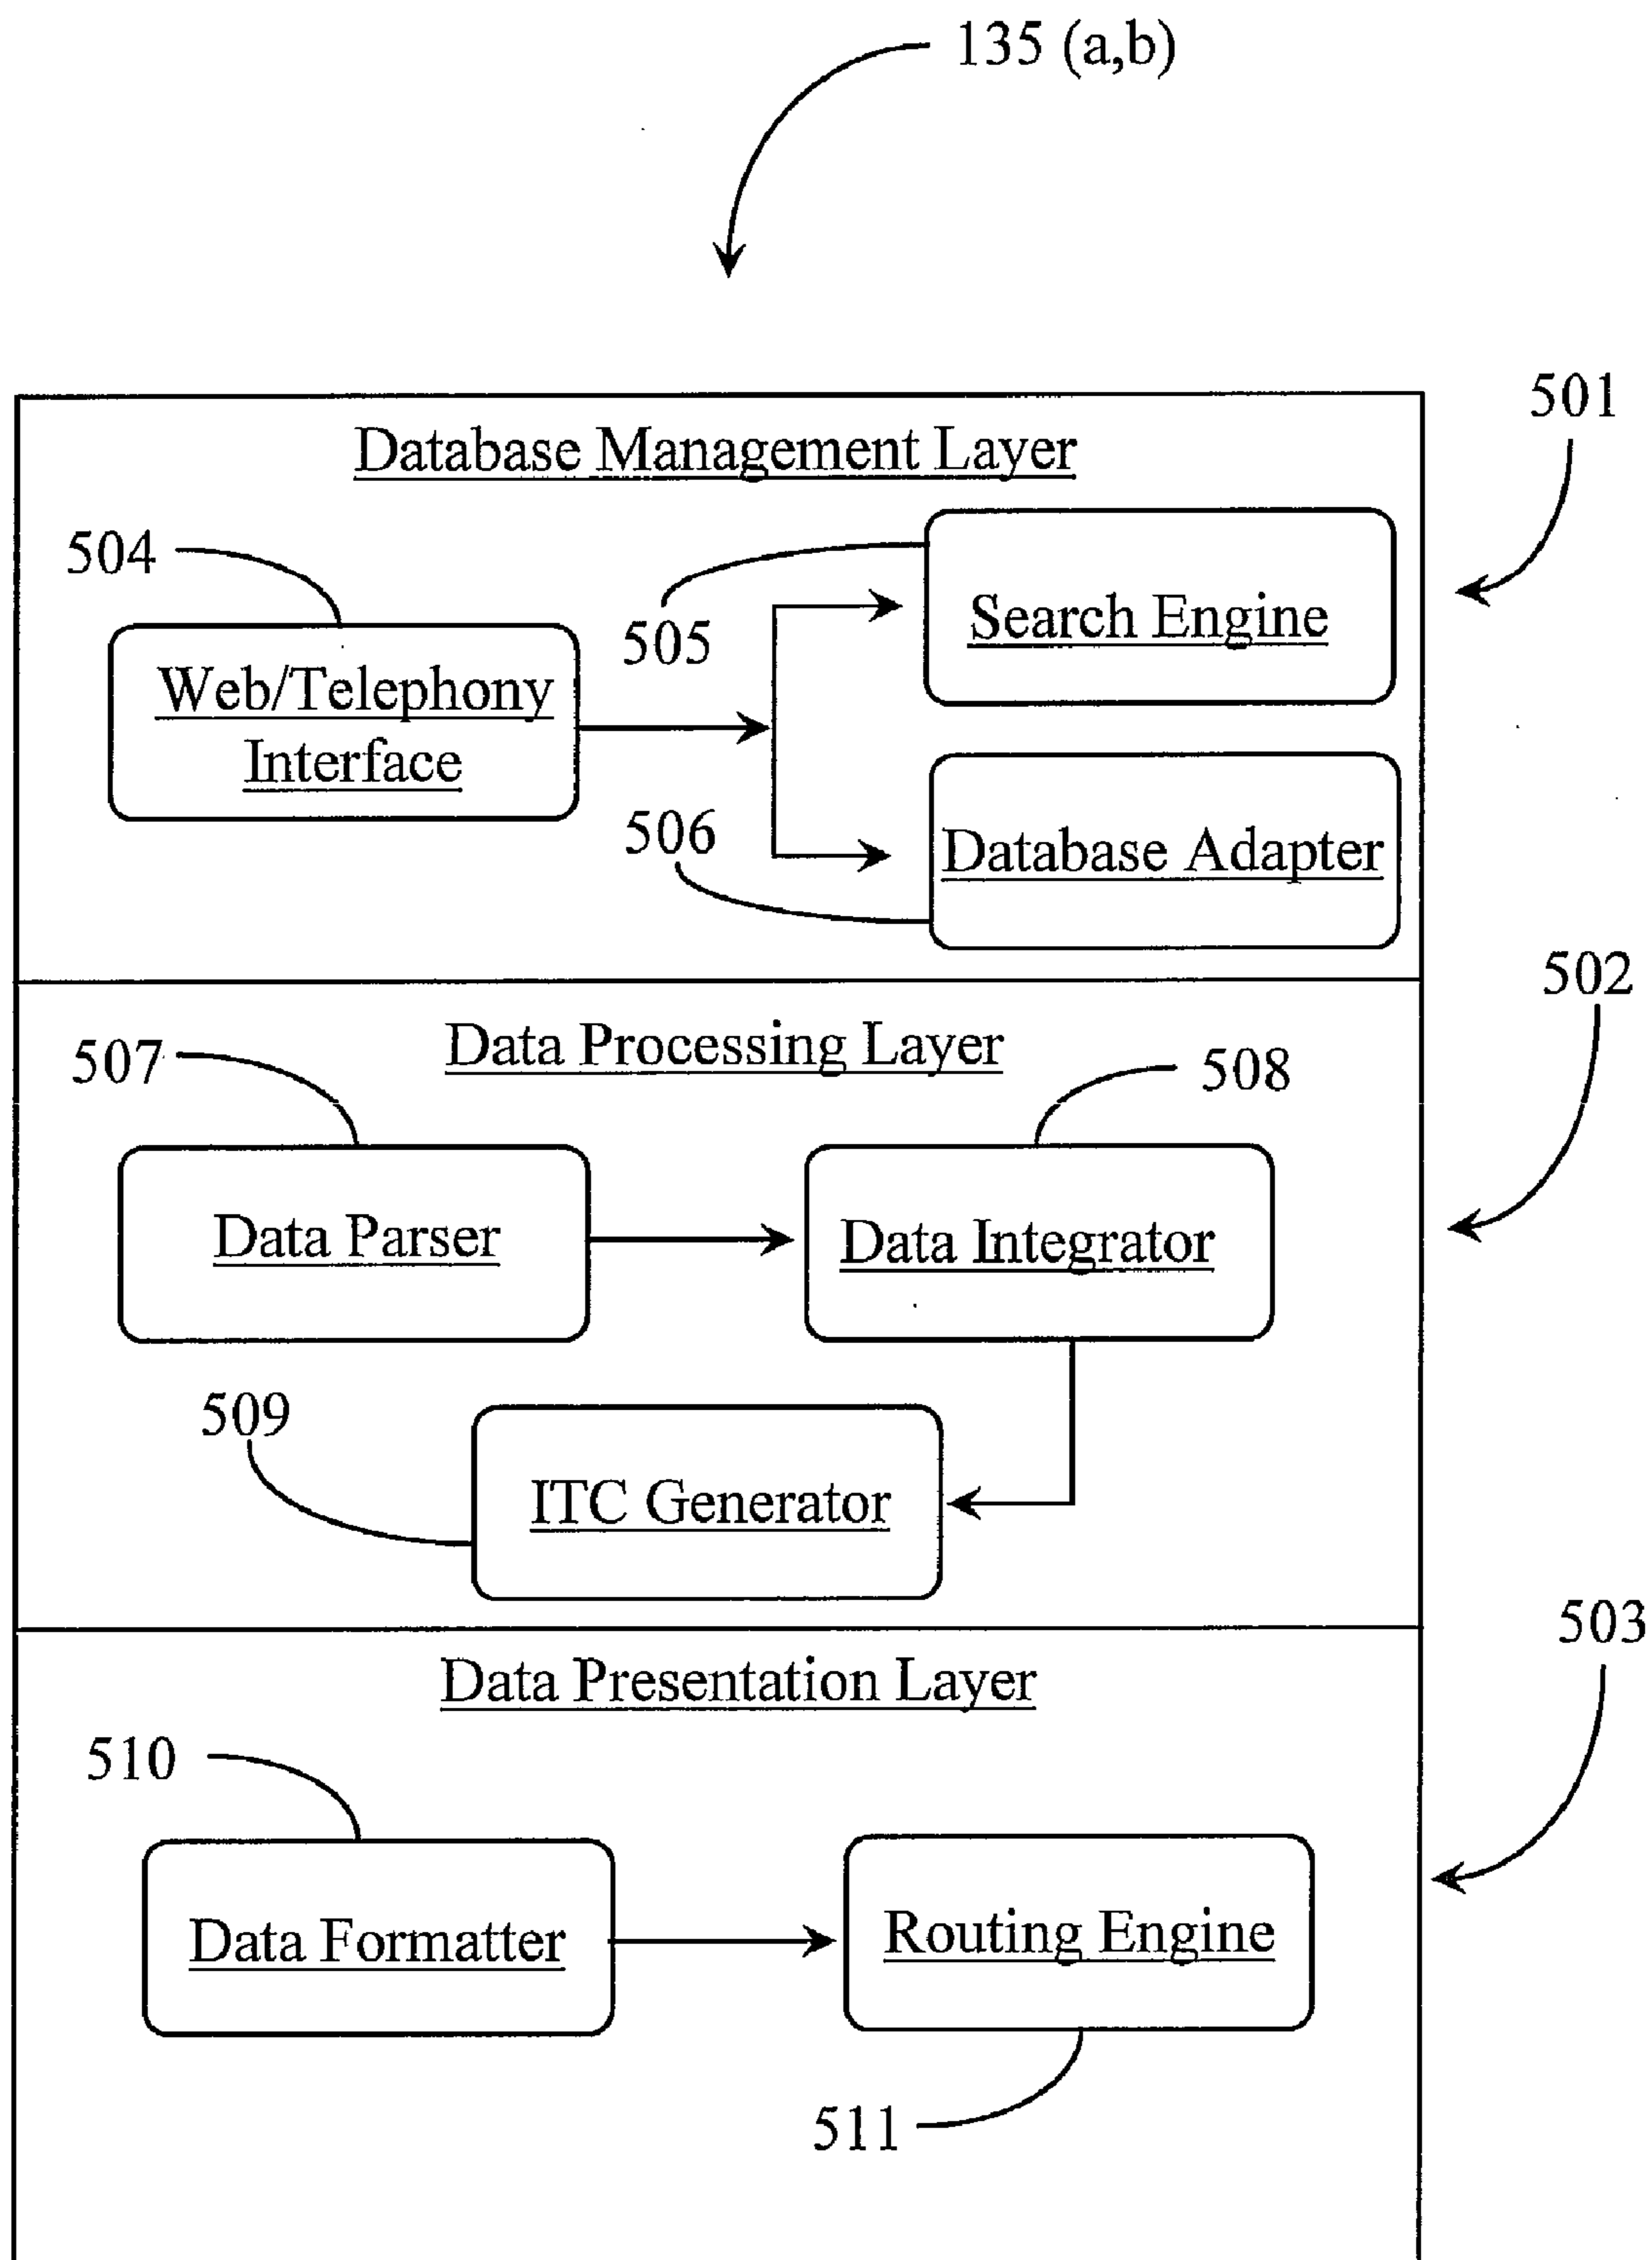 135 (a,b)
501
Database Management Layer
504
505
Search Engine
Web/Telephony
Interface
506
Database Adapter
502
Data Processing Layer
507
508
Data Parser
Data Integrator
509
ITC Generator
503
Data Presentation Layer
510
Data Formatter
Routing Engine
511